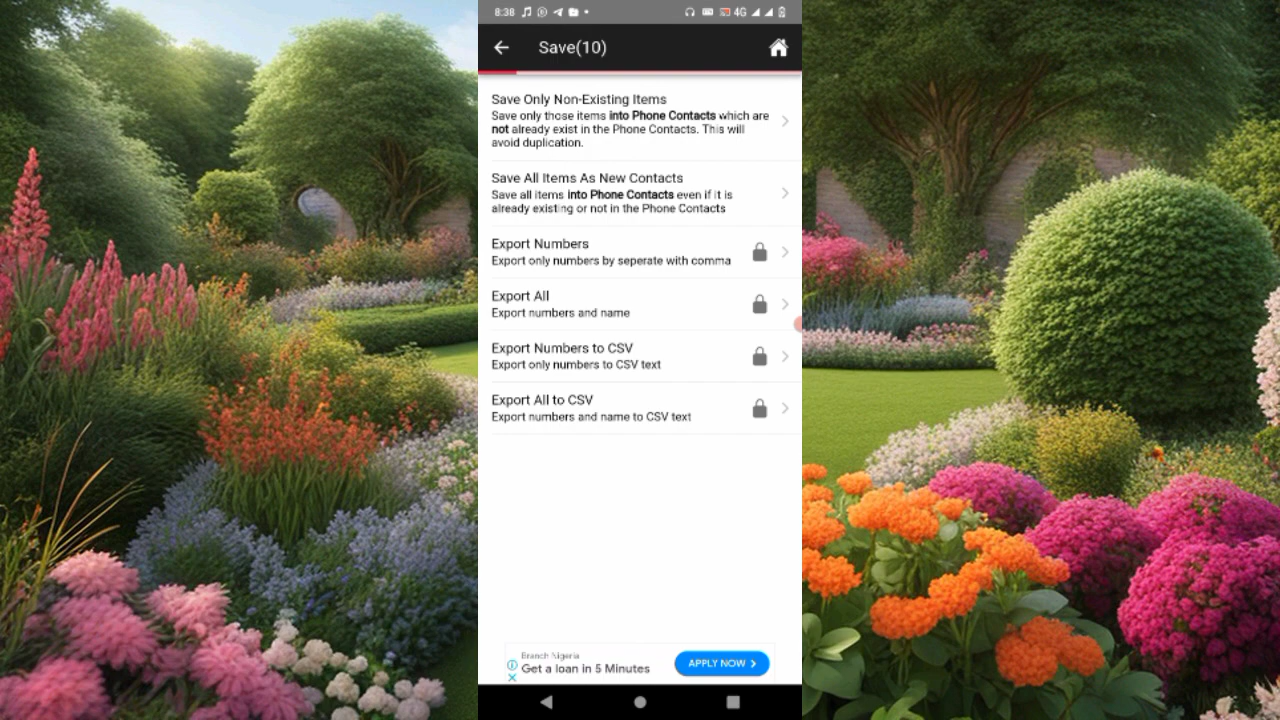 8:38
4G
Save(10)
Save Only Non-Existing Items
Save only those items into Phone Contacts which are
not already exist in the Phone Contacts. This will
avoid duplication.
Save All Items As New Contacts
Save all items into Phone Contacts even if it is
already existing or not in the Phone Contacts
Export Numbers
Export only numbers by seperate with comma
Export All
Export numbers and name
Export Numbers to CSV
Export only numbers to CSV text
Export All to CSV
Export numbers and name to CSV text
Branch Nigeria
Get a loan in 5 Minutes
APPLY NOW